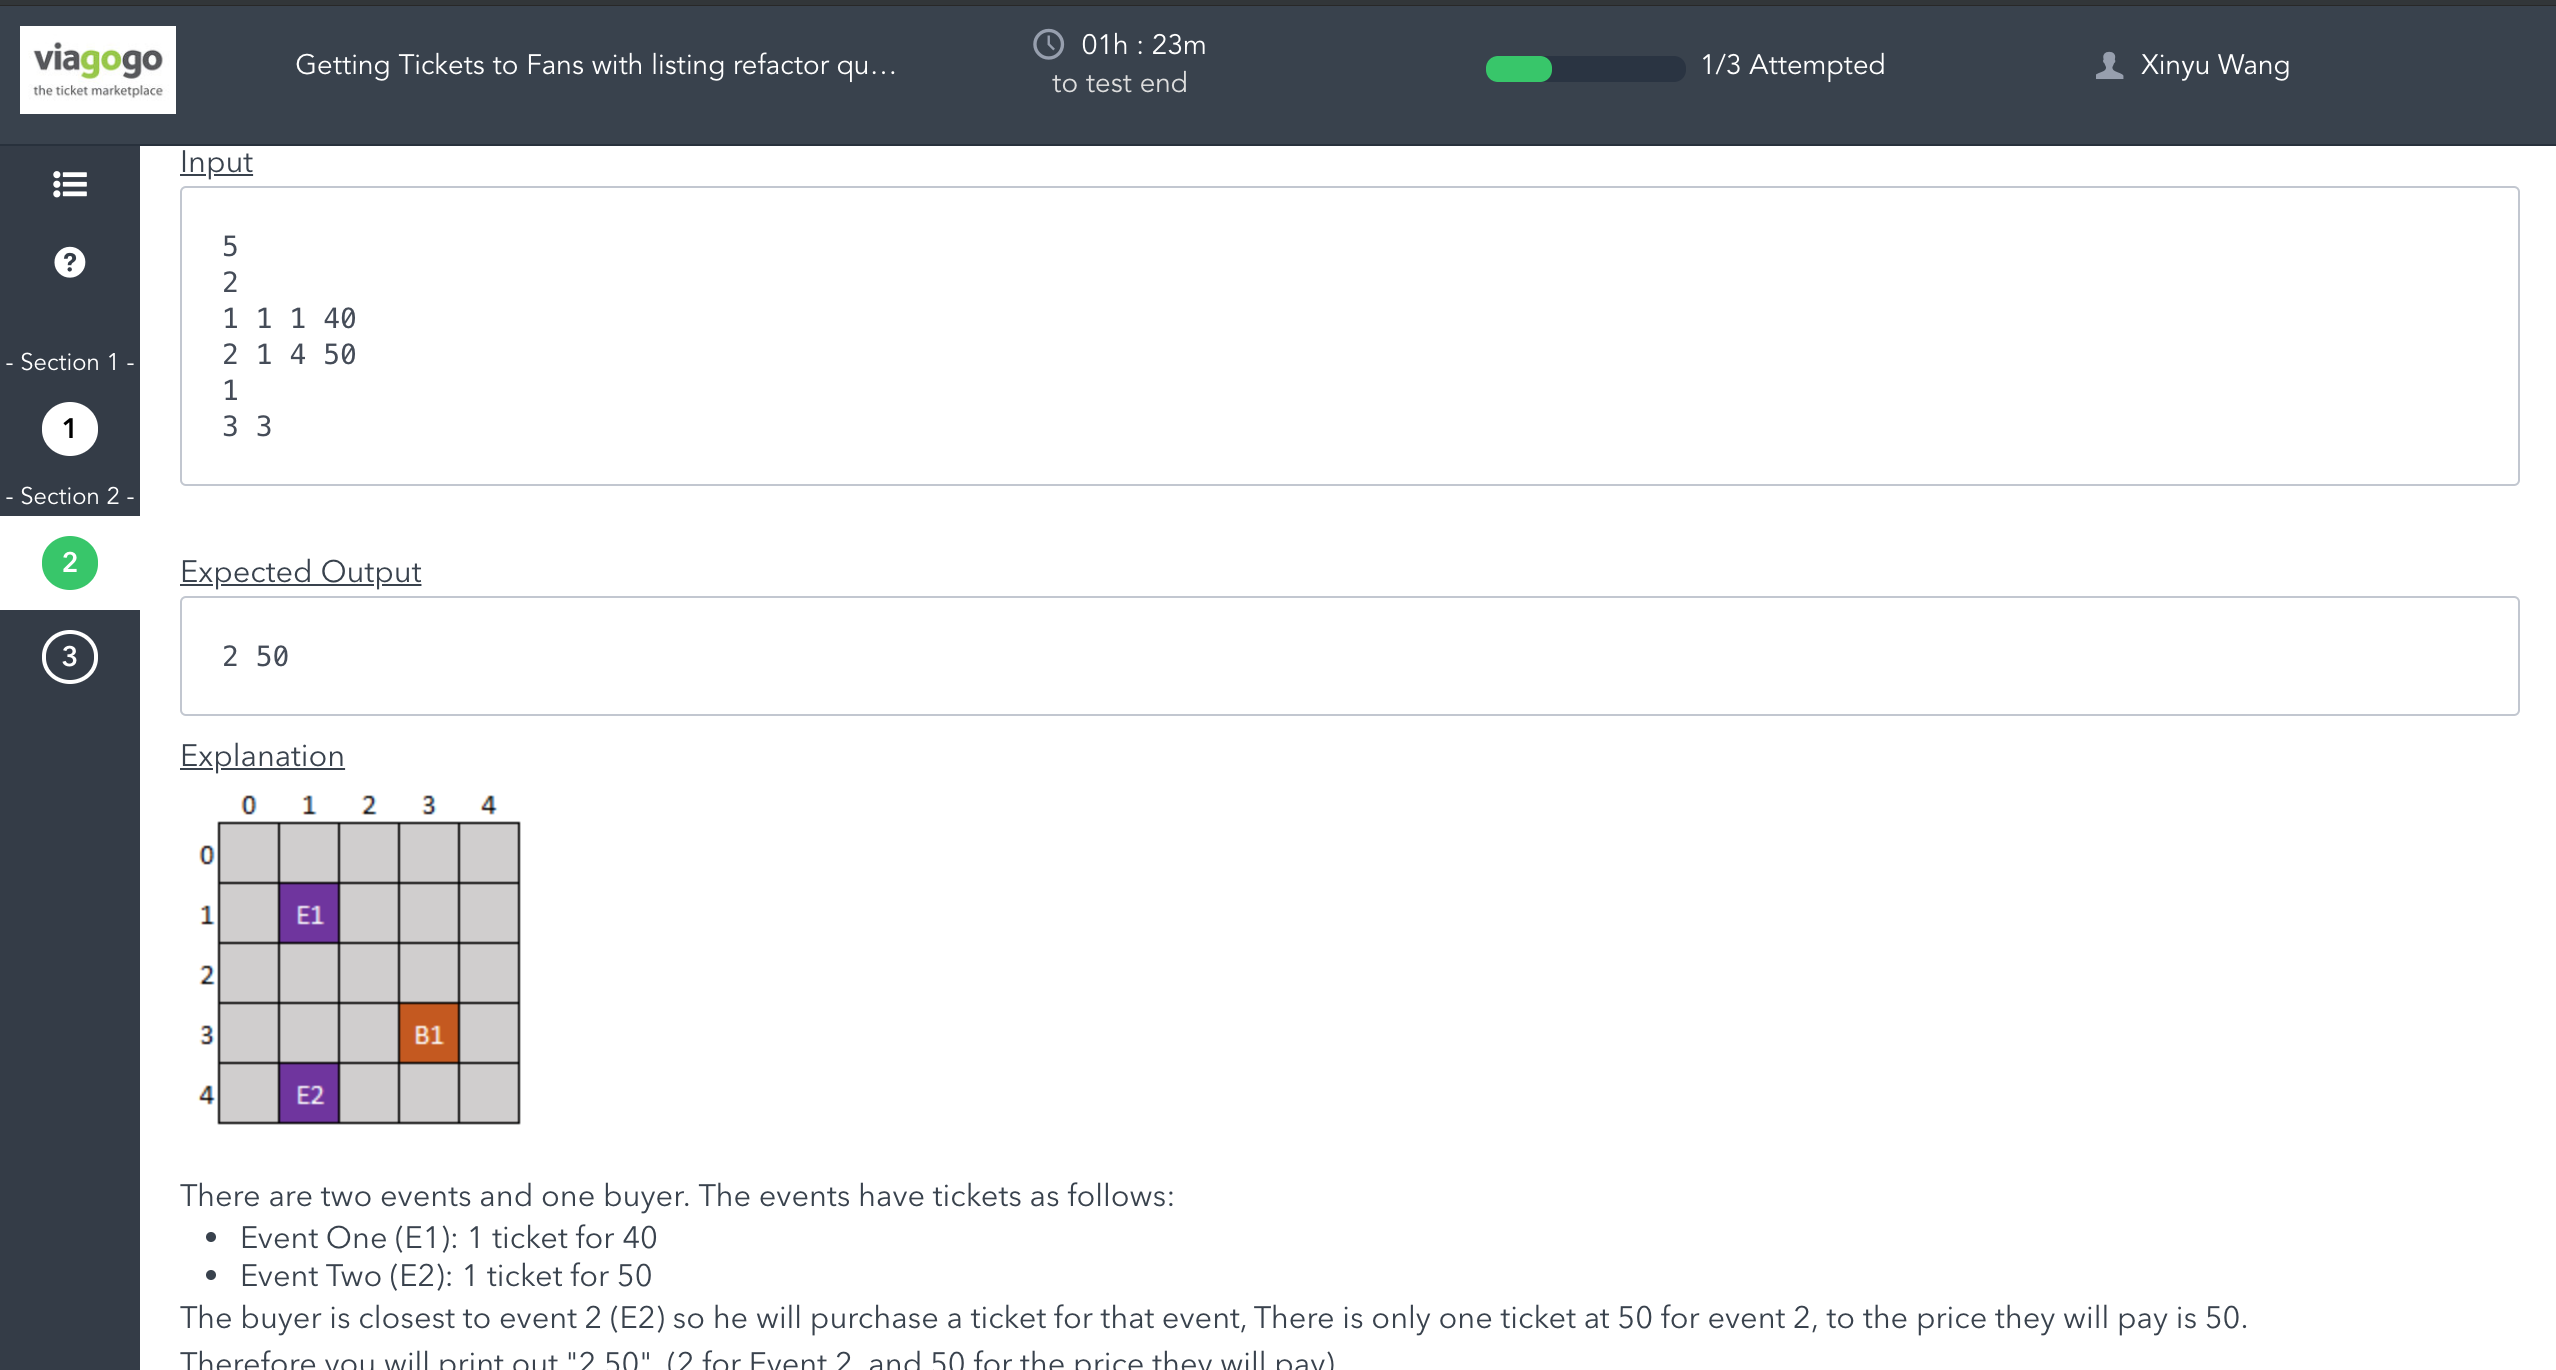 viagogo
the ticket marketplace
Getting Tickets to Fans with listing refactor qu...
01h : 23m
to test end
1/3 Attempted
Xinyu Wang
- Section 1 -
1
- Section 2 -
2
3
Input
5
2
1 1 1 40
2 1 4 50
1
3 3
Expected Output
2 50
Explanation
0 1 2 3 4
0
1 E1
2
3 B1
4 E2
There are two events and one buyer. The events have tickets as follows:
• Event One (E1): 1 ticket for 40
• Event Two (E2): 1 ticket for 50
The buyer is closest to event 2 (E2) so he will purchase a ticket for that event, There is only one ticket at 50 for event 2, to the price they will pay is 50.
Therefore you will print out "2 50". (2 for Event 2, and 50 for the price they will pay)